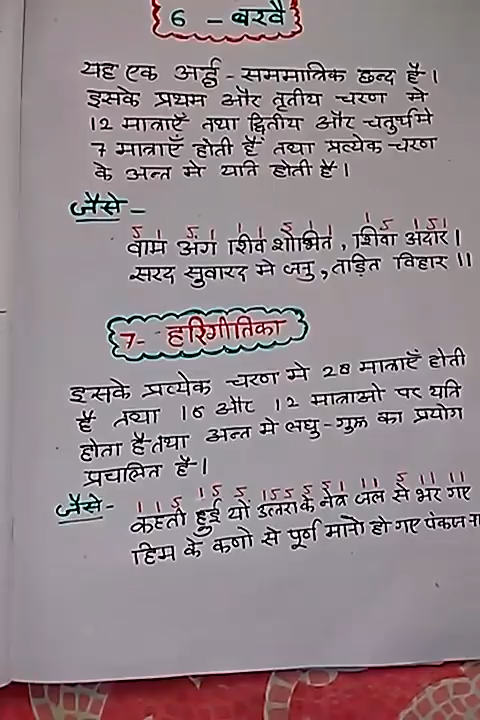 6 - बरवै
यह एक अर्द्ध - सममात्रिक छन्द है।
इसके प्रथम और तृतीय चरण मे
12 मात्राएँ तथा द्वितीय और चतुर्थ मे
7 मात्राएँ होती है तथा प्रत्येक चरण
के अन्त मे यति होती है।
जैसे -
वाम अंग शिव शोभित, शिवा उदार।
सरद सुवारद मे जनु, तड़ित विहार ॥
7- हरिगीतिका
इसके प्रत्येक चरण मे 28 मात्राएँ होती
है तथा 16 और 12 मात्राओ पर यति
होता है तथा अन्त मे लघु-गुरू का प्रयोग
प्रचलित है।
जैसे- कहती हुई यों उत्तरा के नेत्र जल से भर गए
हिम के कणो से पूर्ण मानो हो गए पंकज